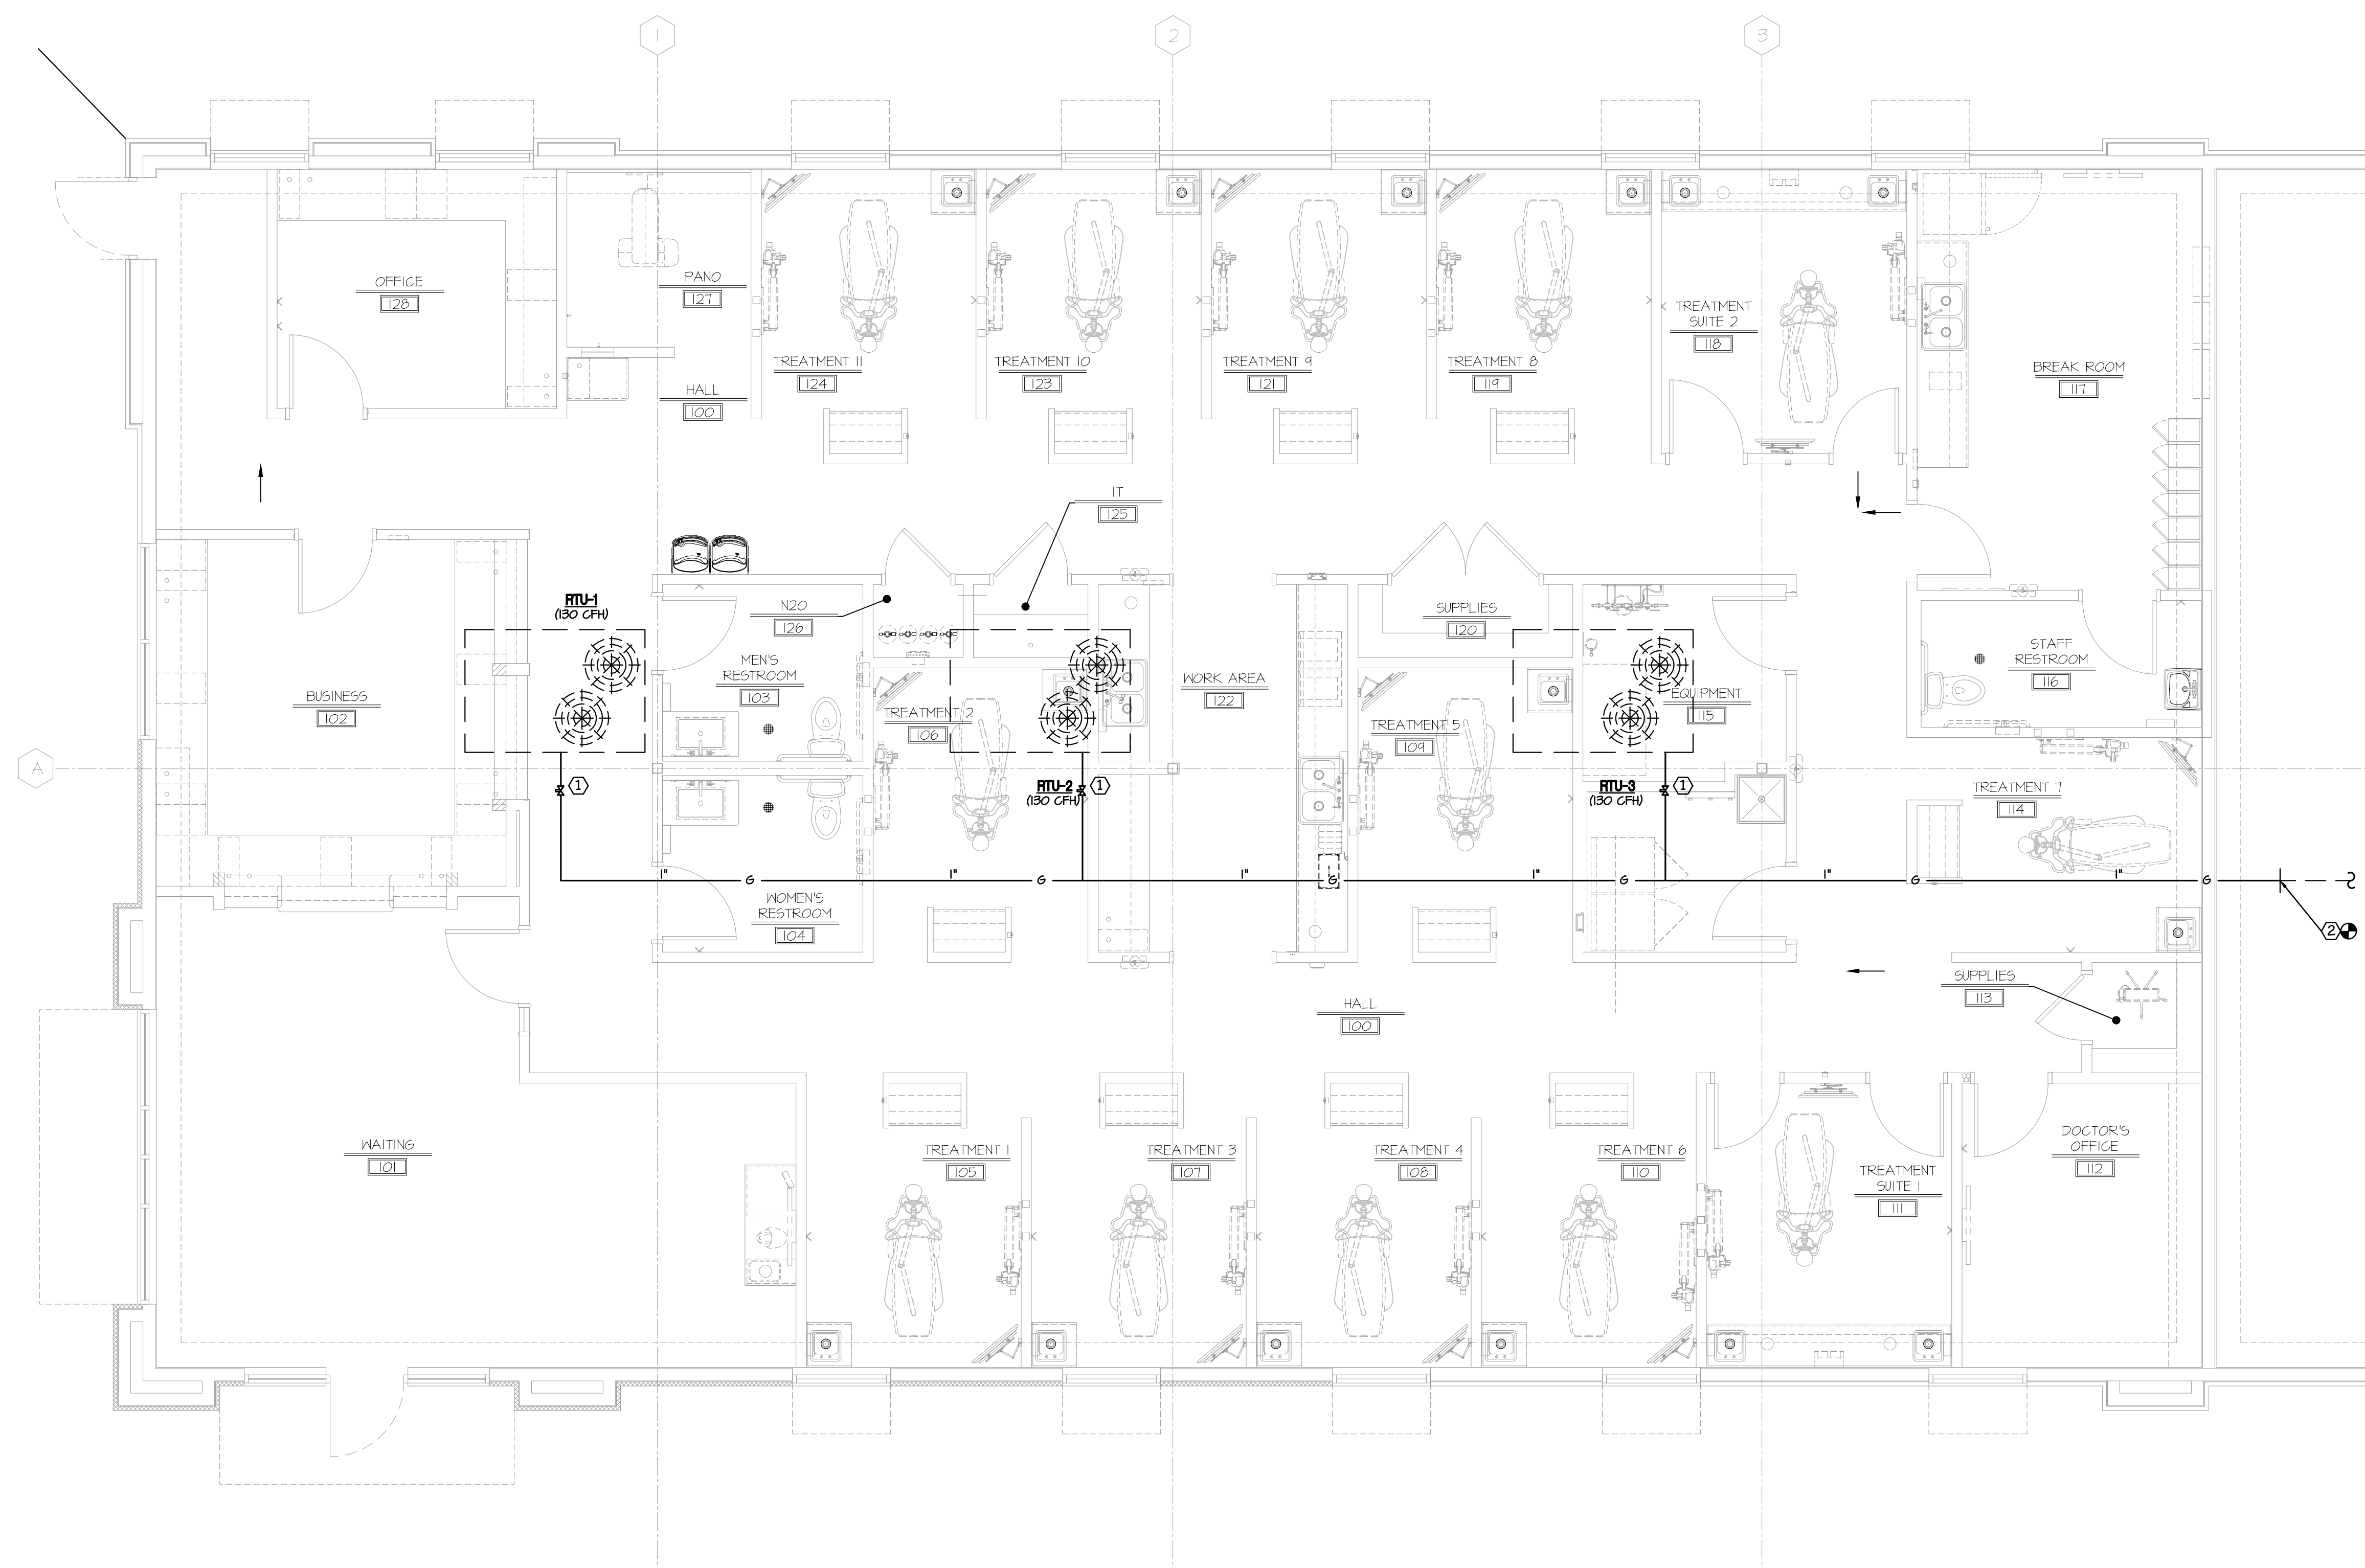 1
2
3
OFFICE
128
PANO
127
HALL
100
TREATMENT 11
124
TREATMENT 10
123
TREATMENT 9
121
TREATMENT 8
119
TREATMENT
SUITE 2
118
BREAK ROOM
117
IT
125
RTU-1
(130 CFH)
N20
126
SUPPLIES
120
MEN'S
RESTROOM
103
BUSINESS
102
TREATMENT 2
106
WORK AREA
122
TREATMENT 5
109
EQUIPMENT
115
STAFF
RESTROOM
116
A
1
RTU-2
(130 CFH)
1
RTU-3
(130 CFH)
1
TREATMENT 7
114
1" G 1" G 1" G 1" G 1" G 1" G
WOMEN'S
RESTROOM
104
2
SUPPLIES
113
HALL
100
WAITING
101
TREATMENT 1
105
TREATMENT 3
107
TREATMENT 4
108
TREATMENT 6
110
TREATMENT
SUITE 1
111
DOCTOR'S
OFFICE
112